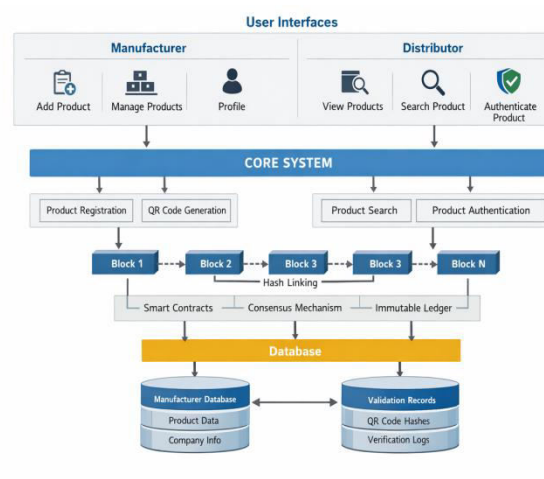 User Interfaces
Manufacturer
Distributor
Add Product
Manage Products
Profile
View Products
Search Product
Authenticate
Product
CORE SYSTEM
Product Registration
QR Code Generation
Product Search
Product Authentication
Block 1
Block 2
Block 3
Block 3
Block N
Hash Linking
Smart Contracts
Consensus Mechanism
Immutable Ledger
Database
Manufacturer Database
Product Data
Company Info
Validation Records
QR Code Hashes
Verification Logs